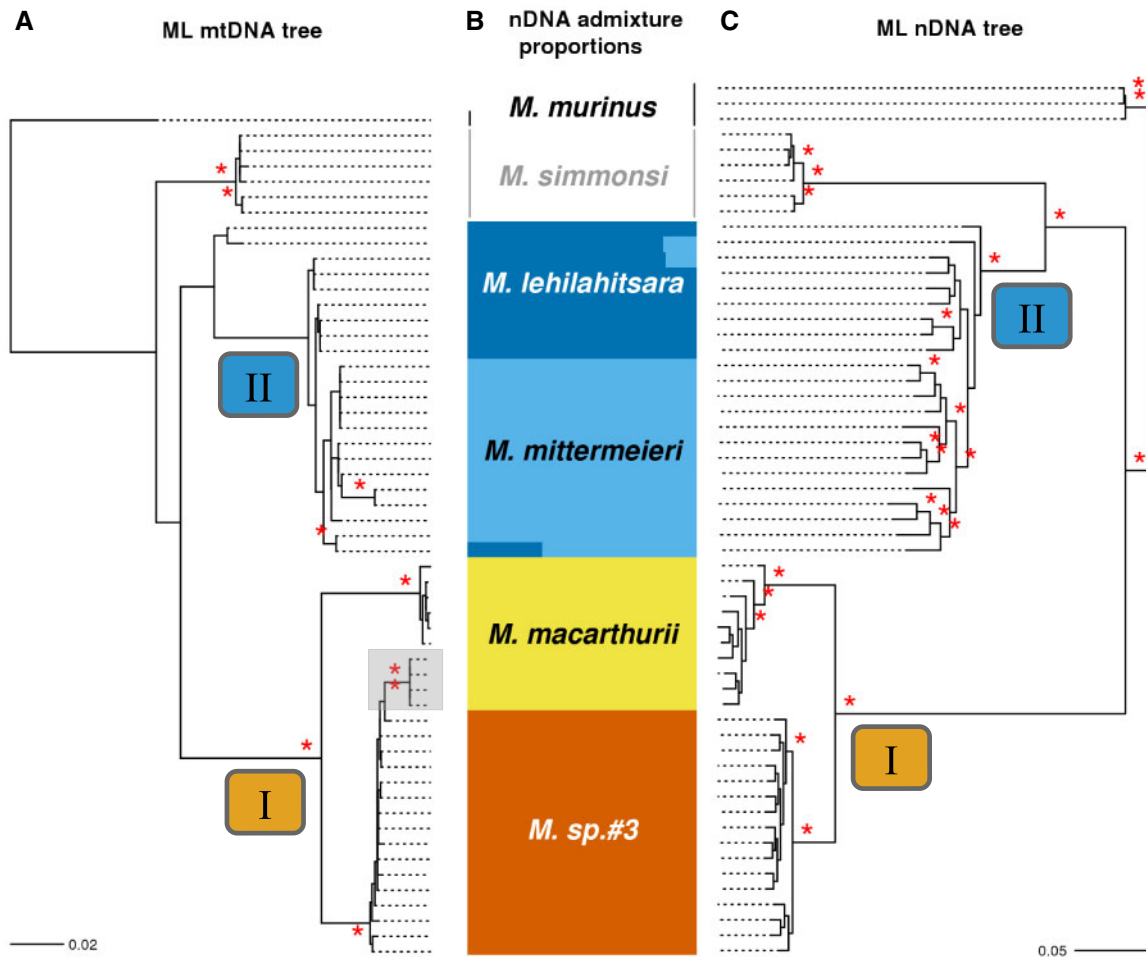 A
ML mtDNA tree
B
nDNA admixture
proportions
C
ML nDNA tree
M. murinus
M. simmonsi
M. lehilahitsara
M. mittermeieri
M. macarthurii
M. sp.#3
II
I
II
I
0.02
0.05